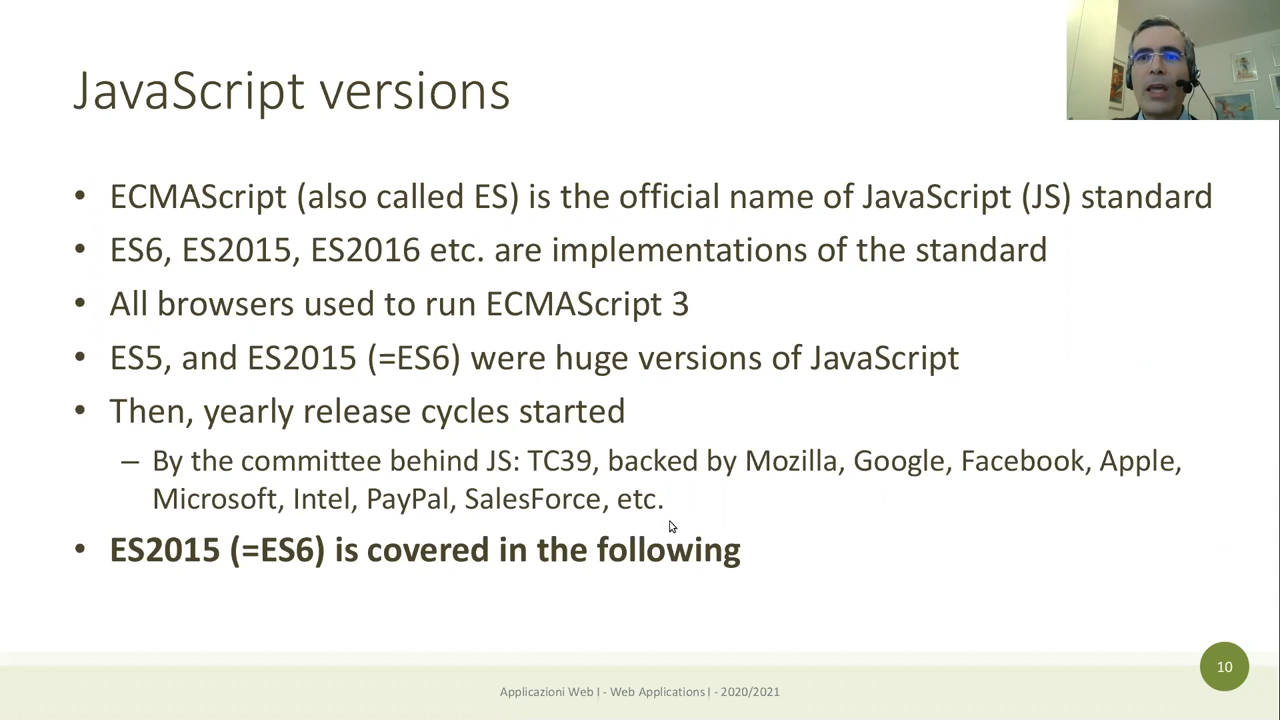 JavaScript versions
• ECMAScript (also called ES) is the official name of JavaScript (JS) standard
• ES6, ES2015, ES2016 etc. are implementations of the standard
• All browsers used to run ECMAScript 3
• ES5, and ES2015 (=ES6) were huge versions of JavaScript
• Then, yearly release cycles started
– By the committee behind JS: TC39, backed by Mozilla, Google, Facebook, Apple,
Microsoft, Intel, PayPal, SalesForce, etc.
• ES2015 (=ES6) is covered in the following
10
Applicazioni Web I - Web Applications I - 2020/2021